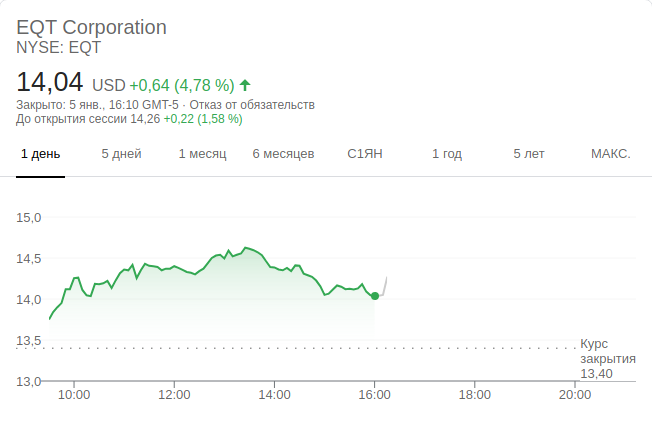 EQT Corporation
NYSE: EQT
14,04 USD +0,64 (4,78 %)
Закрыто: 5 янв., 16:10 GMT-5 · Отказ от обязательств
До открытия сессии 14,26 +0,22 (1,58 %)
1 день 5 дней 1 месяц 6 месяцев С1ЯН 1 год 5 лет МАКС.
15,0
14,5
14,0
13,5
Курс
закрытия
13,40
13,0
10:00 12:00 14:00 16:00 18:00 20:00